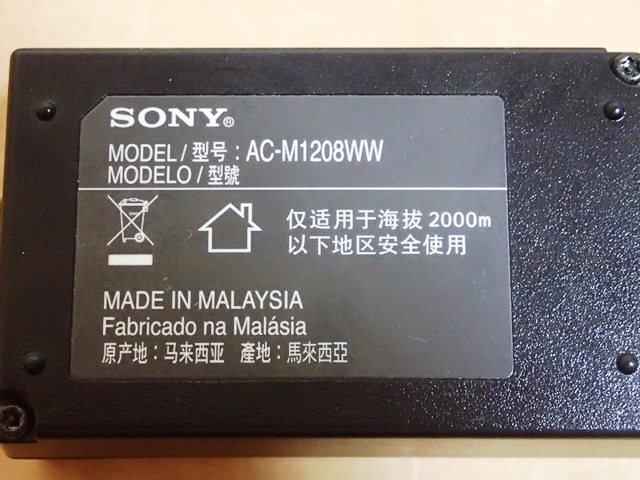 SONY®
MODEL / 型号 : AC-M1208WW
MODELO / 型號
仅适用于海拔 2000m
以下地区安全使用
MADE IN MALAYSIA
Fabricado na Malásia
原产地 : 马来西亚 產地 : 馬來西亞